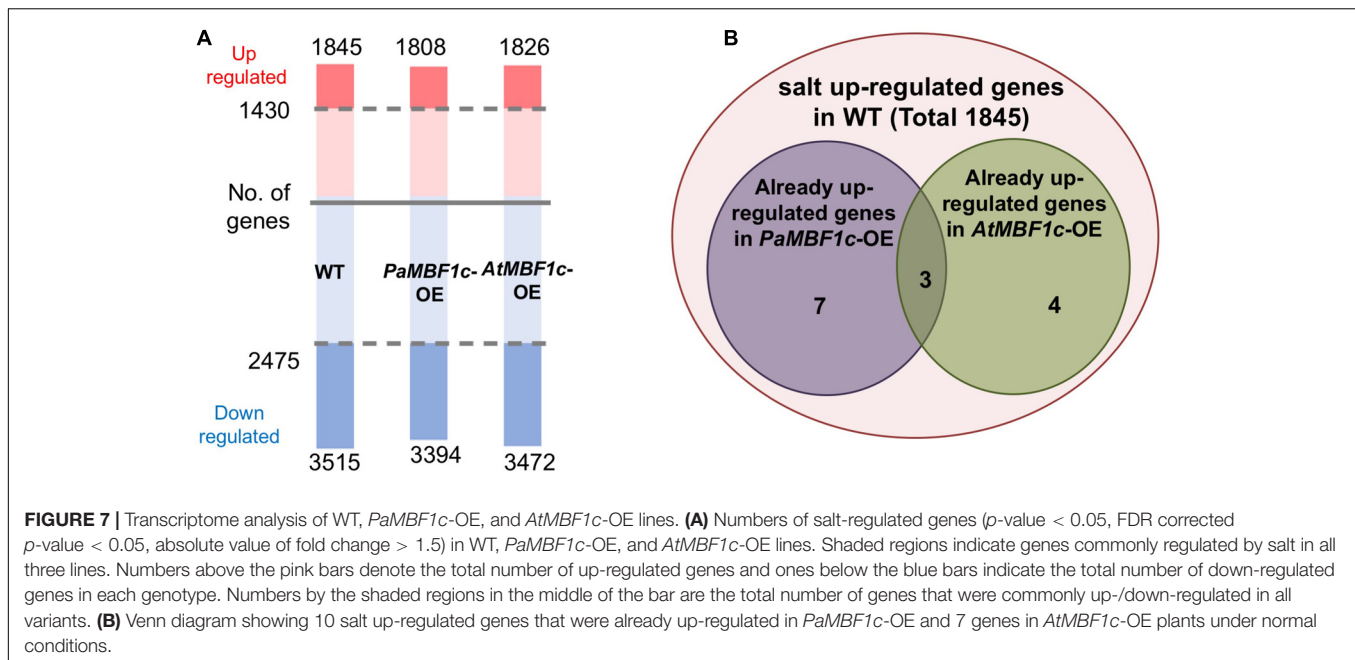 A
Up
regulated
1845
1808
1826
1430
No. of
genes
WT
PaMBF1c-
OE
AtMBF1c-
OE
2475
Down
regulated
3515
3394
3472
B
salt up-regulated genes
in WT (Total 1845)
Already up-
regulated genes
in PaMBF1c-OE
Already up-
regulated genes
in AtMBF1c-OE
7
3
4
FIGURE 7 | Transcriptome analysis of WT, PaMBF1c-OE, and AtMBF1c-OE lines. (A) Numbers of salt-regulated genes (p-value < 0.05, FDR corrected
p-value < 0.05, absolute value of fold change > 1.5) in WT, PaMBF1c-OE, and AtMBF1c-OE lines. Shaded regions indicate genes commonly regulated by salt in all
three lines. Numbers above the pink bars denote the total number of up-regulated genes and ones below the blue bars indicate the total number of down-regulated
genes in each genotype. Numbers by the shaded regions in the middle of the bar are the total number of genes that were commonly up-/down-regulated in all
variants. (B) Venn diagram showing 10 salt up-regulated genes that were already up-regulated in PaMBF1c-OE and 7 genes in AtMBF1c-OE plants under normal
conditions.